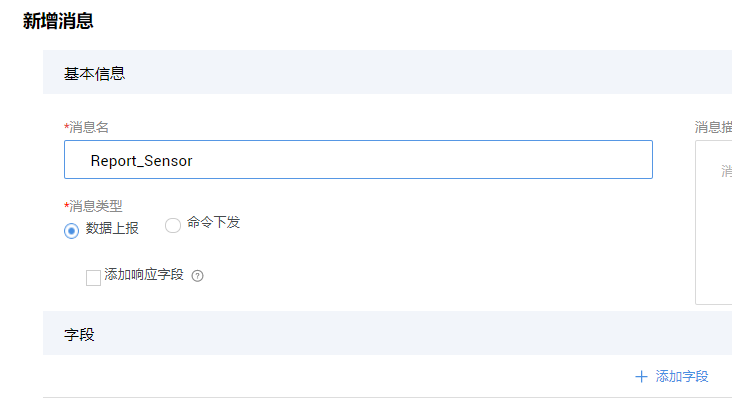 新增消息
基本信息
*消息名
消息描
Report_Sensor
消
*消息类型
数据上报
命令下发
添加响应字段 ?
字段
+ 添加字段